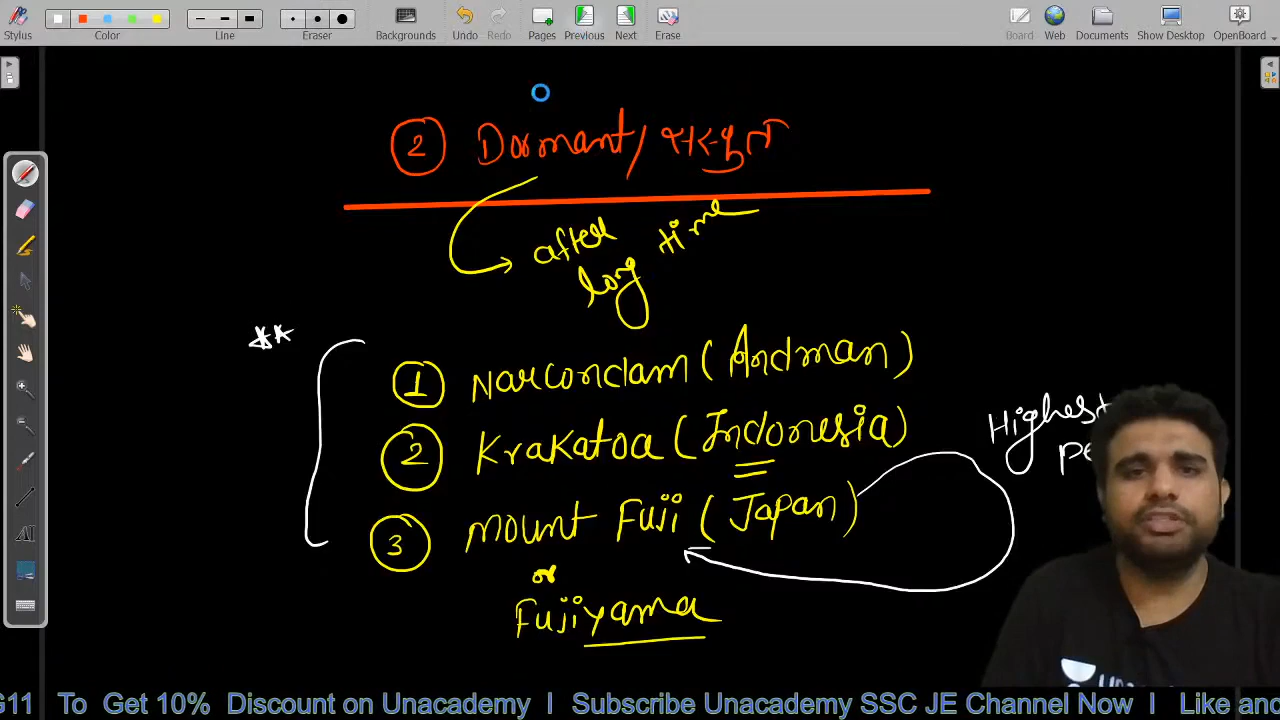 Stylus
Color
Line
Eraser
Backgrounds
Undo
Redo
Pages
Previous
Next
Erase
Board
Web
Documents
Show Desktop
OpenBoard
2 Dormant/
after
long time
** 1 Narcondam (Andman)
2 Krakatoa (Indonesia)
Highest
pe
3 Mount Fuji (Japan)
or
Fujiyama
G11 To Get 10% Discount on Unacademy I Subscribe Unacademy SSC JE Channel Now I Like and